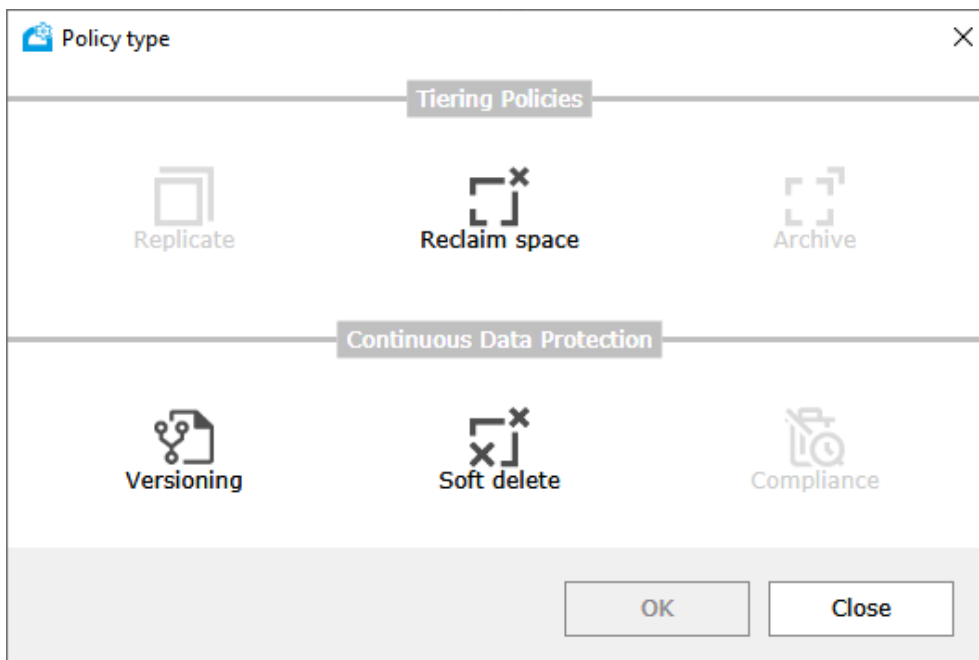 Policy type
Tiering Policies
Replicate
Reclaim space
Archive
Continuous Data Protection
Versioning
Soft delete
Compliance
OK
Close